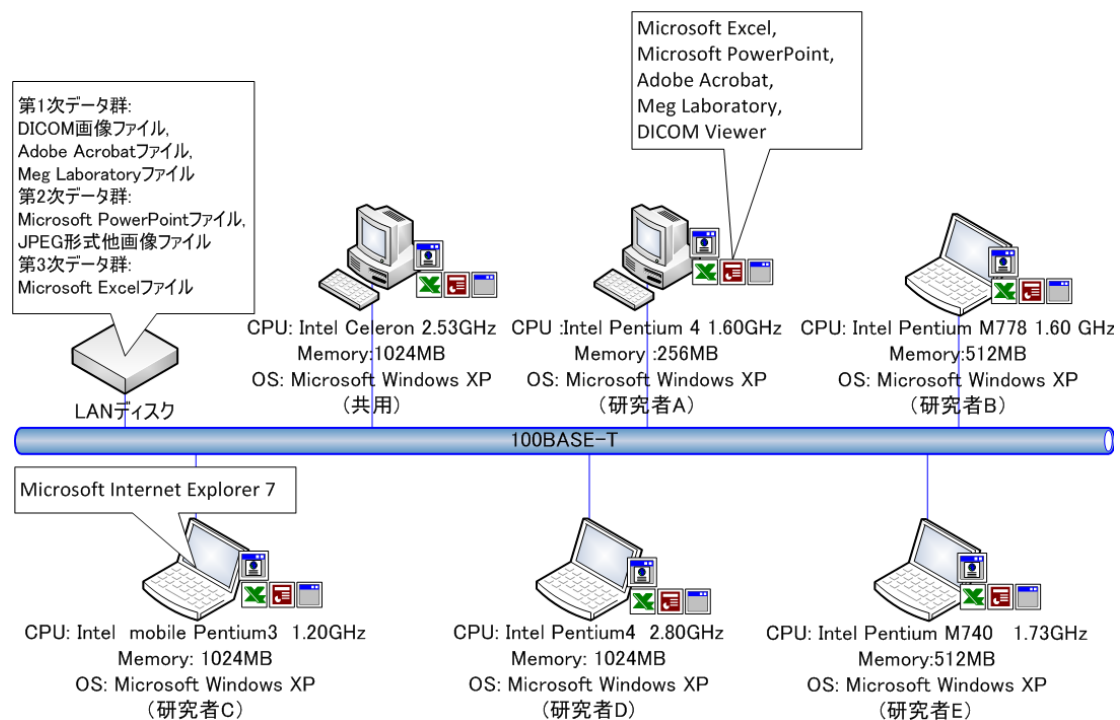 第1次データ群:
DICOM画像ファイル,
Adobe Acrobatファイル,
Meg Laboratoryファイル
第2次データ群:
Microsoft PowerPointファイル,
JPEG形式他画像ファイル
第3次データ群:
Microsoft Excelファイル
LANディスク
Microsoft Excel,
Microsoft PowerPoint,
Adobe Acrobat,
Meg Laboratory,
DICOM Viewer
CPU: Intel Celeron 2.53GHz
Memory:1024MB
OS: Microsoft Windows XP
(共用)
CPU :Intel Pentium 4 1.60GHz
Memory :256MB
OS: Microsoft Windows XP
(研究者A)
CPU: Intel Pentium M778 1.60 GHz
Memory:512MB
OS: Microsoft Windows XP
(研究者B)
100BASE-T
Microsoft Internet Explorer 7
CPU: Intel mobile Pentium3 1.20GHz
Memory: 1024MB
OS: Microsoft Windows XP
(研究者C)
CPU: Intel Pentium4 2.80GHz
Memory: 1024MB
OS: Microsoft Windows XP
(研究者D)
CPU: Intel Pentium M740 1.73GHz
Memory:512MB
OS: Microsoft Windows XP
(研究者E)